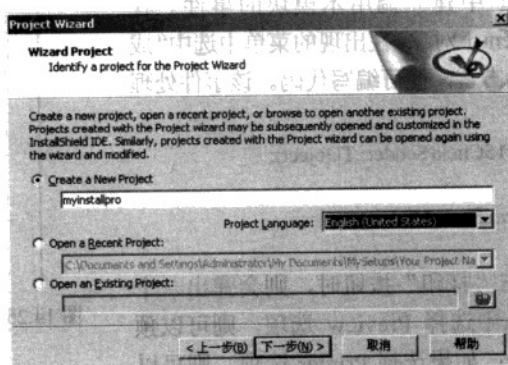 Project Wizard
Wizard Project
Identify a project for the Project Wizard
Create a new project, open a recent project, or browse to open another existing project.
Projects created with the Project wizard may be subsequently opened and customized in the
InstallShield IDE. Similarly, projects created with the Project wizard can be opened again using
the wizard and modified.
Create a New Project
myinstallpro
Project Language:
English (United States)
Open a Recent Project:
C:\Documents and Settings\Administrator\My Documents\MySetups\Your Project Na
Open an Existing Project:
<上一步(B)
下一步(N) >
取消
帮助